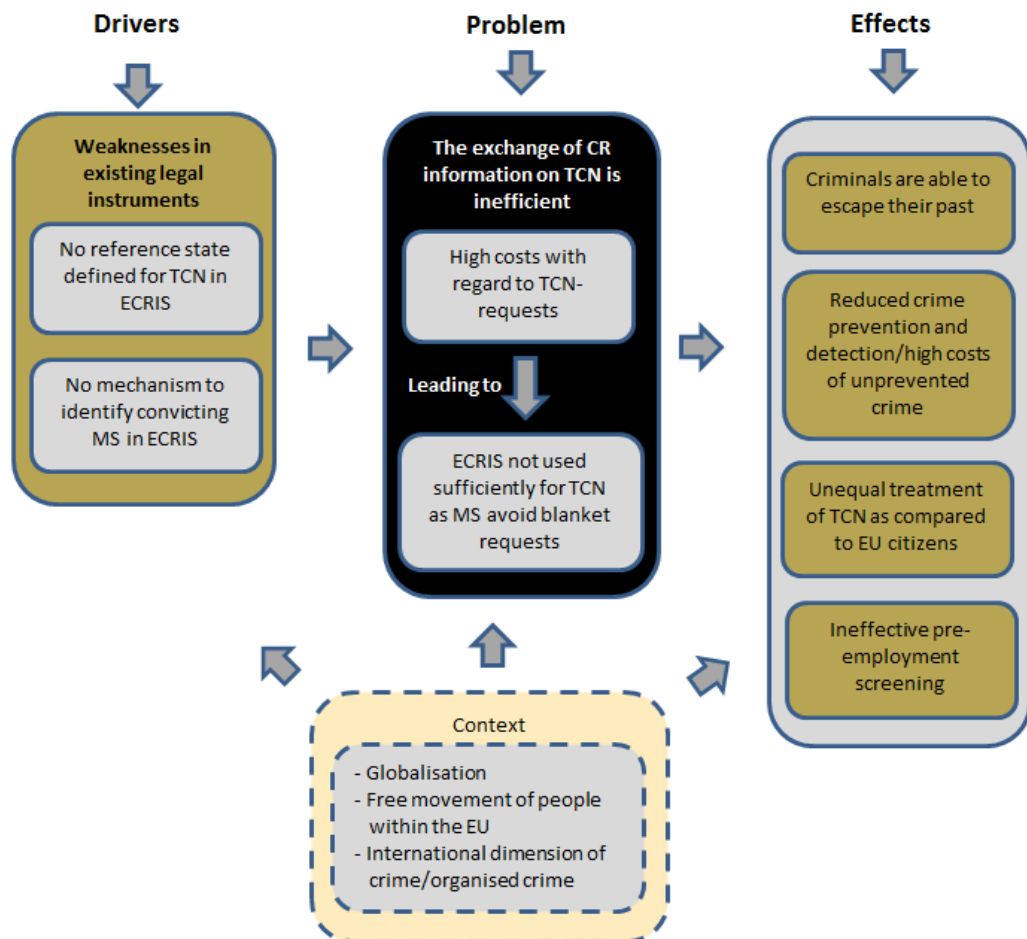 Drivers
Weaknesses in
existing legal
instruments
No reference state
defined for TCN in
ECRIS
No mechanism to
identify convicting
MS in ECRIS
Problem
The exchange of CR
information on TCN is
inefficient
High costs with
regard to TCN-
requests
Leading to
ECRIS not used
sufficiently for TCN
as MS avoid blanket
requests
Effects
Criminals are able to
escape their past
Reduced crime
prevention and
detection/high costs
of unprevented
crime
Unequal treatment
of TCN as compared
to EU citizens
Ineffective pre-
employment
screening
Context
- Globalisation
- Free movement of people
within the EU
- International dimension of
crime/organised crime